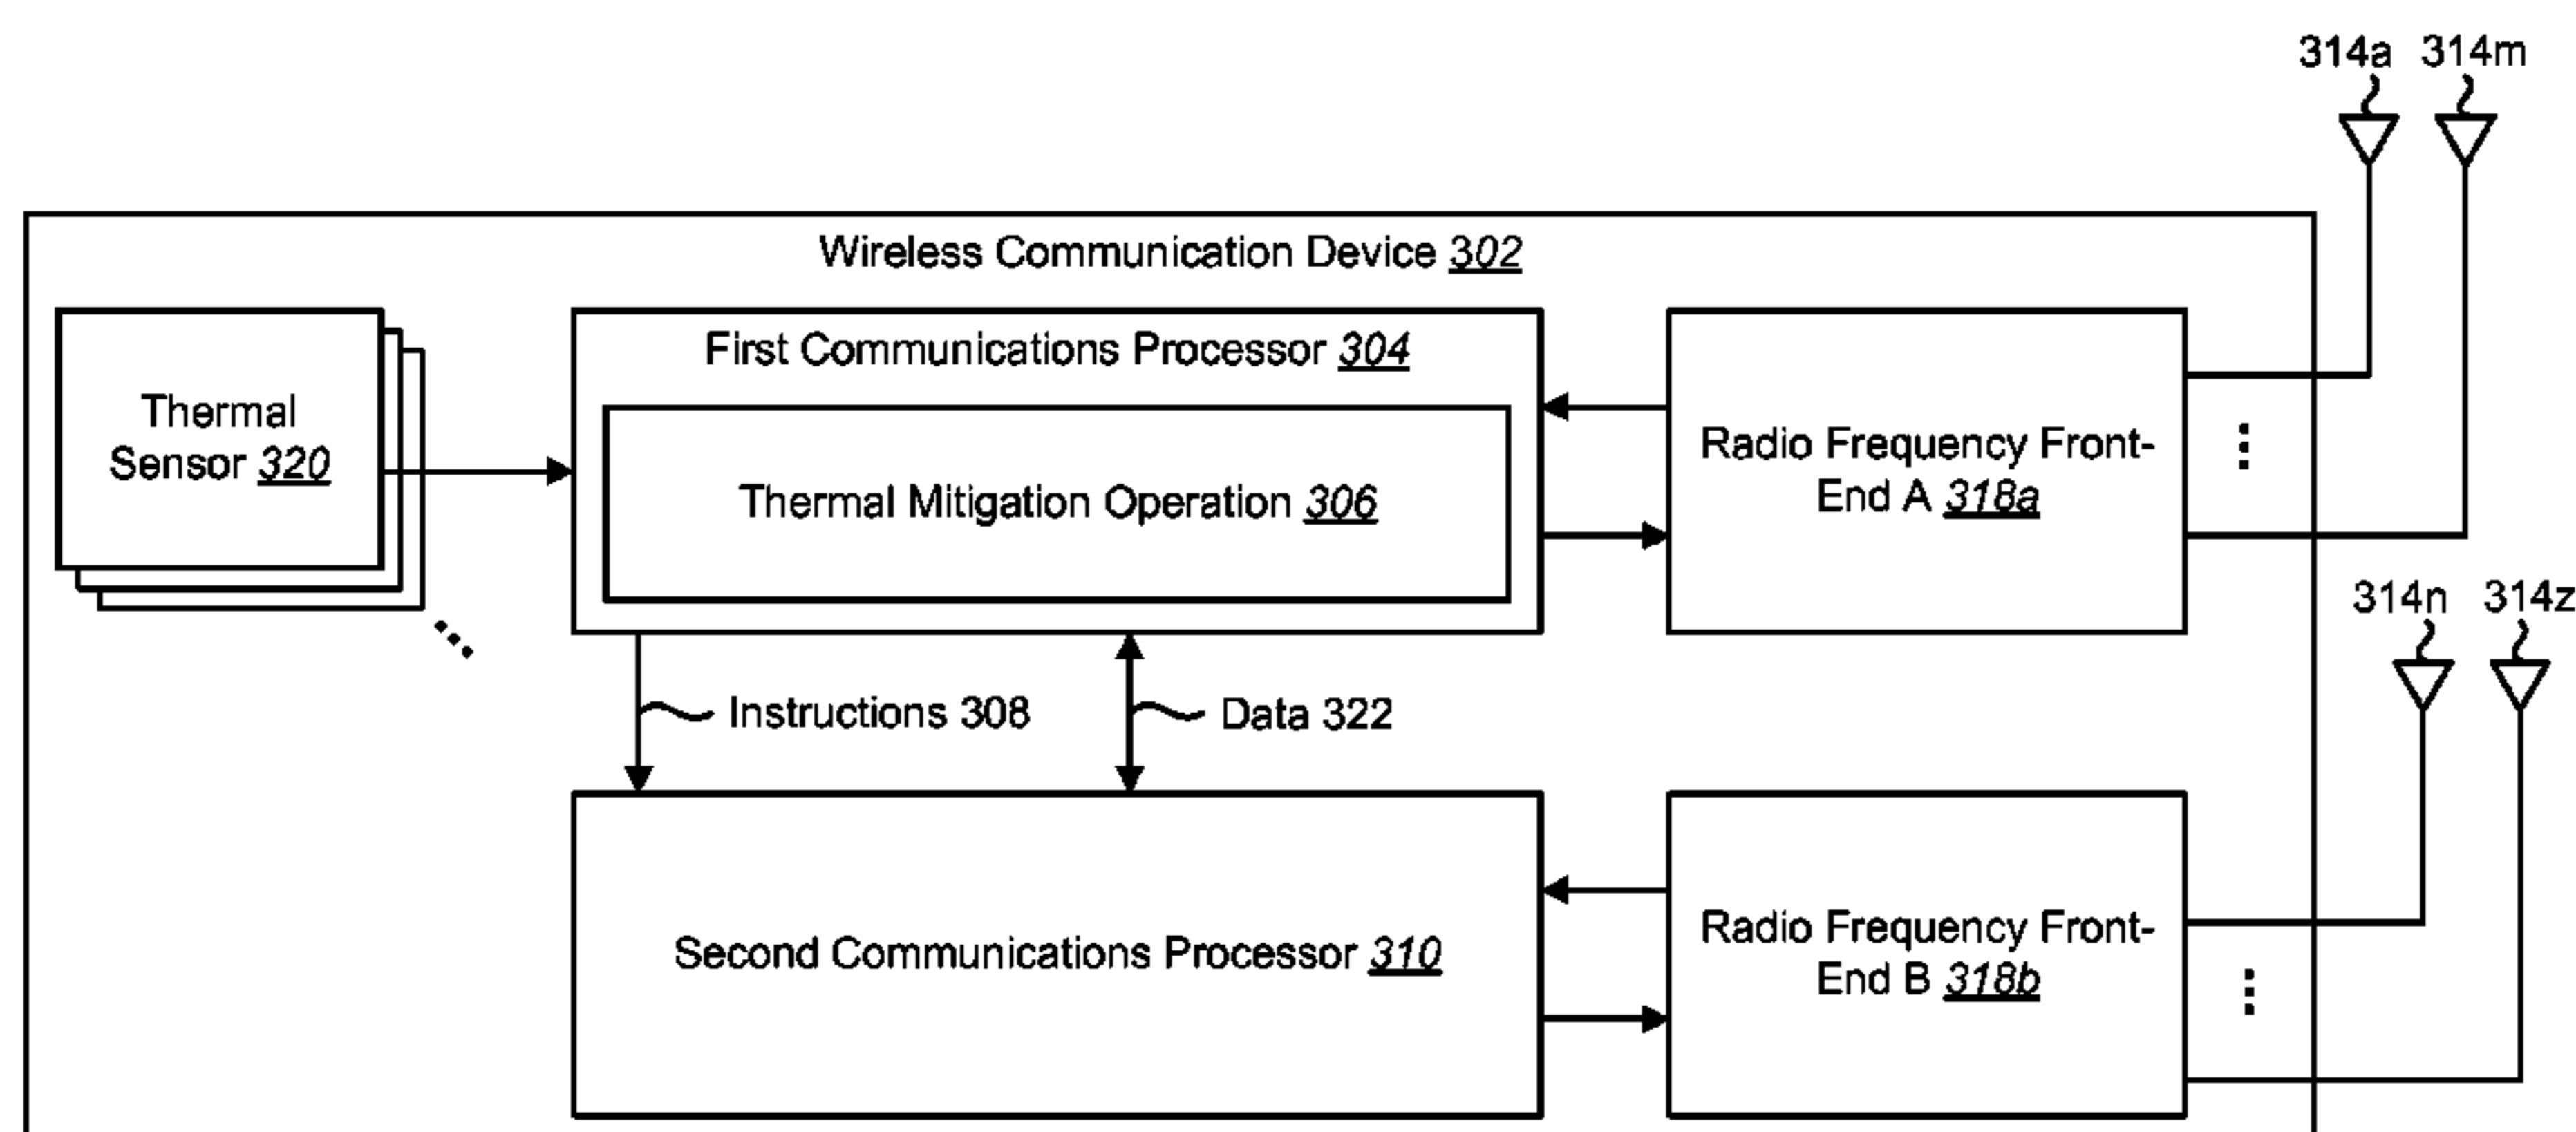 314a 314m
Wireless Communication Device 302
First Communications Processor 304
Thermal
Sensor 320
Thermal Mitigation Operation 306
Radio Frequency Front-
End A 318a
314n 314z
Instructions 308
Data 322
Second Communications Processor 310
Radio Frequency Front-
End B 318b